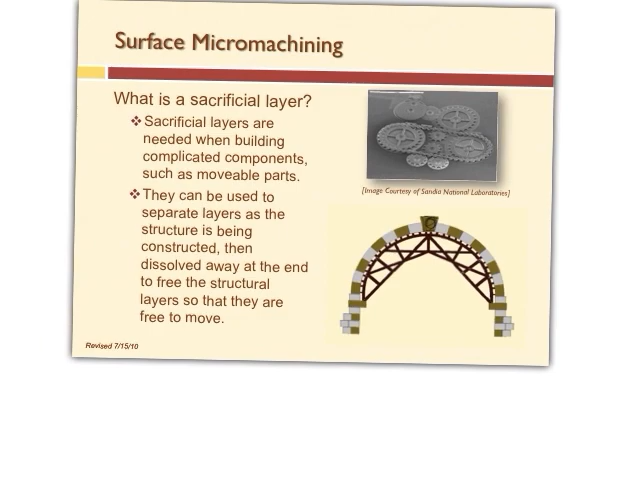 Surface Micromachining
What is a sacrificial layer?
❖Sacrificial layers are
needed when building
complicated components,
such as moveable parts.
❖They can be used to
separate layers as the
structure is being
constructed, then
dissolved away at the end
to free the structural
layers so that they are
free to move.
[Image Courtesy of Sandia National Laboratories]
Revised 7/15/10